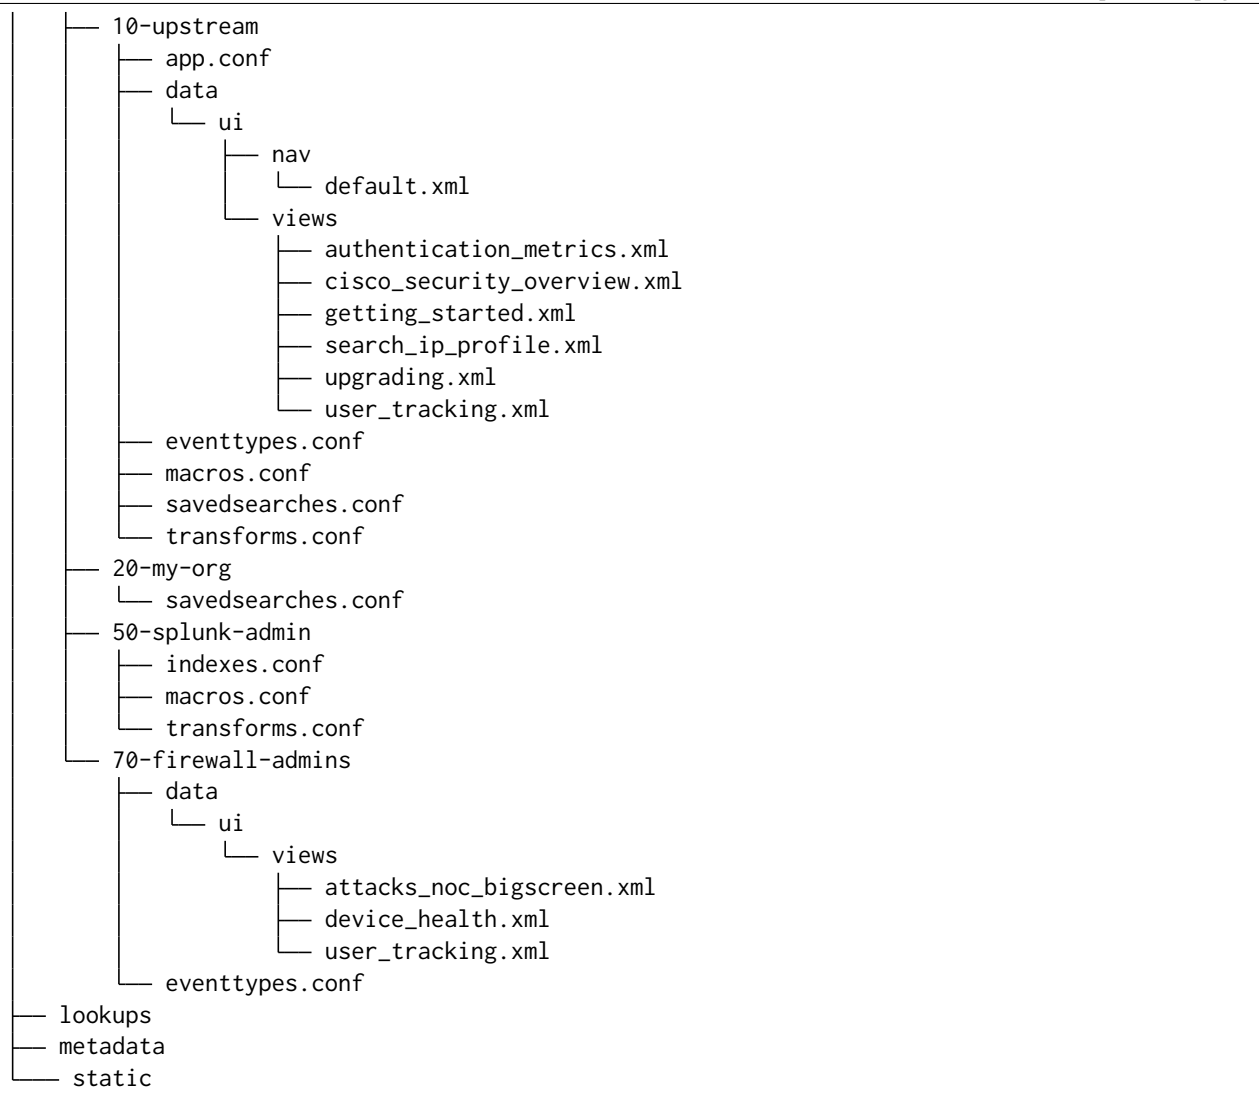 │   ├── 10-upstream
│   │   ├── app.conf
│   │   ├── data
│   │   │   └── ui
│   │   │       ├── nav
│   │   │       │   └── default.xml
│   │   │       └── views
│   │   │           ├── authentication_metrics.xml
│   │   │           ├── cisco_security_overview.xml
│   │   │           ├── getting_started.xml
│   │   │           ├── search_ip_profile.xml
│   │   │           ├── upgrading.xml
│   │   │           └── user_tracking.xml
│   │   ├── eventtypes.conf
│   │   ├── macros.conf
│   │   ├── savedsearches.conf
│   │   └── transforms.conf
│   ├── 20-my-org
│   │   └── savedsearches.conf
│   ├── 50-splunk-admin
│   │   ├── indexes.conf
│   │   ├── macros.conf
│   │   └── transforms.conf
│   └── 70-firewall-admins
│       ├── data
│       │   └── ui
│       │       └── views
│       │           ├── attacks_noc_bigscreen.xml
│       │           ├── device_health.xml
│       │           └── user_tracking.xml
│       └── eventtypes.conf
├── lookups
├── metadata
└── static